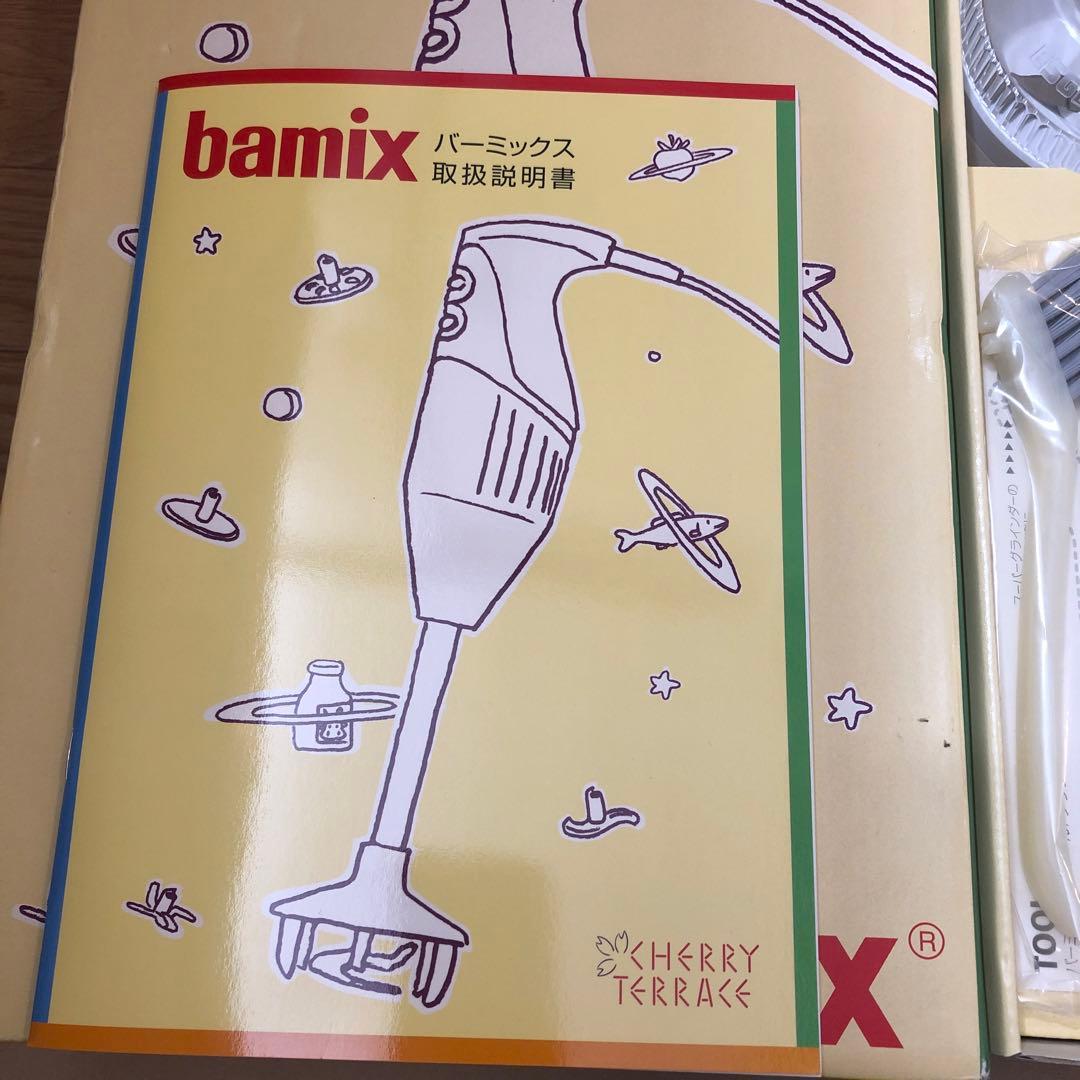 bamix
バーミックス
取扱説明書
CHERRY
TERRACE
X®
スーパーグラインダーの
TOO